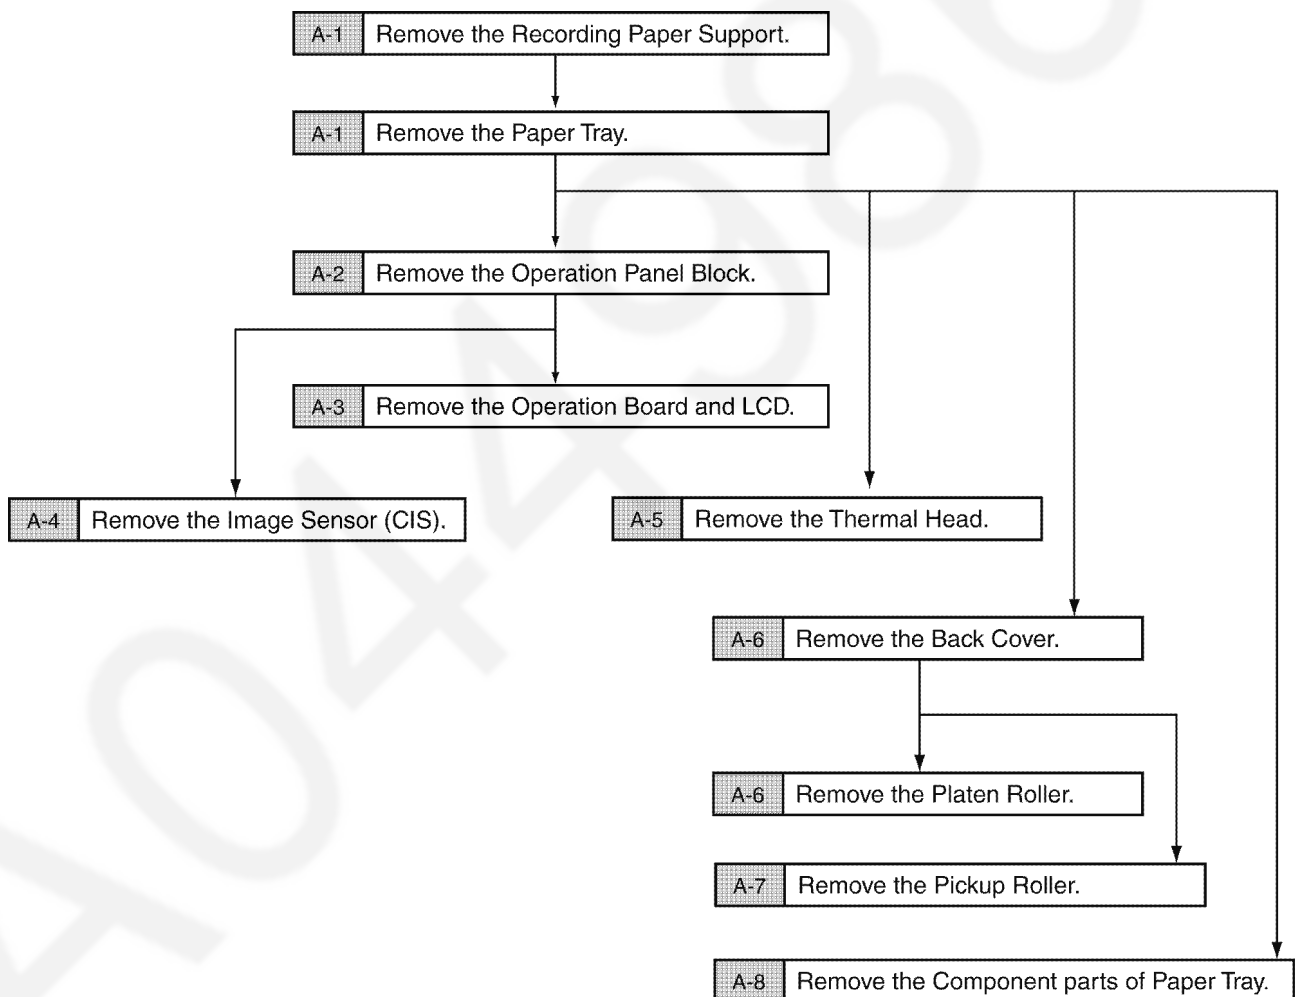 A-1 Remove the Recording Paper Support.
A-1 Remove the Paper Tray.
A-2 Remove the Operation Panel Block.
A-3 Remove the Operation Board and LCD.
A-4 Remove the Image Sensor (CIS).
A-5 Remove the Thermal Head.
A-6 Remove the Back Cover.
A-6 Remove the Platen Roller.
A-7 Remove the Pickup Roller.
A-8 Remove the Component parts of Paper Tray.